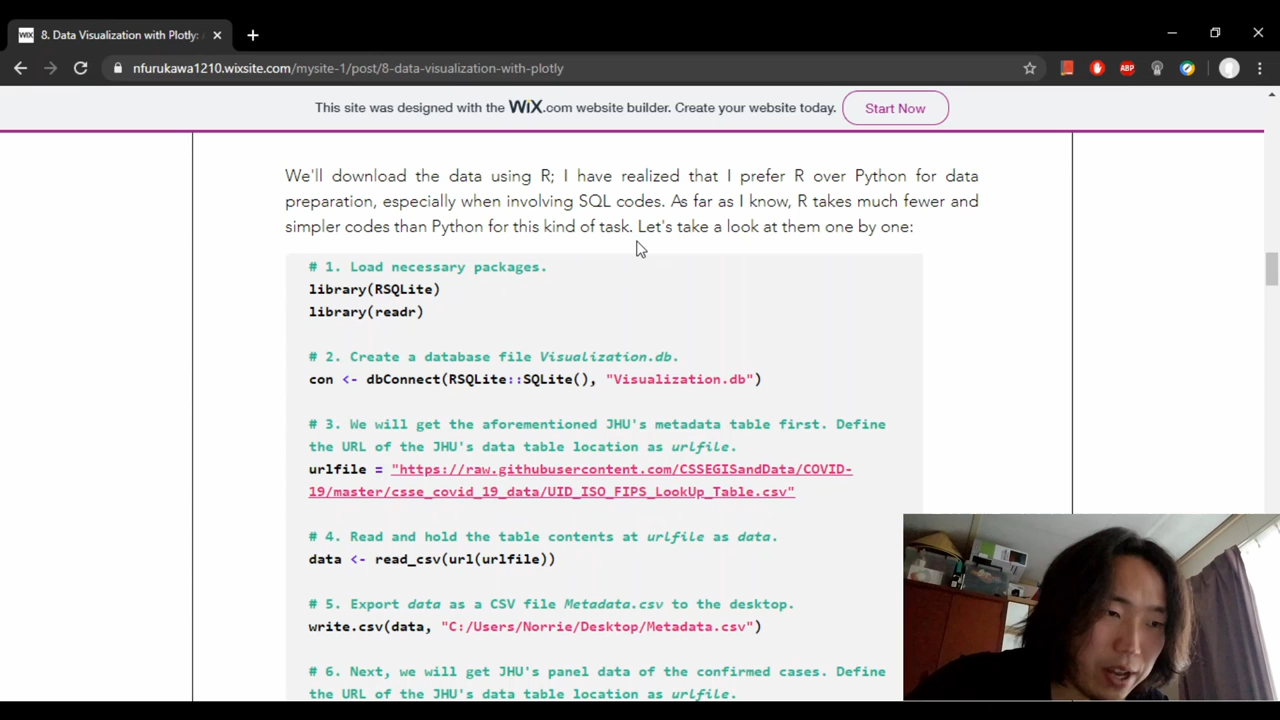 8. Data Visualization with Plotly:
nfurukawa1210.wixsite.com/mysite-1/post/8-data-visualization-with-plotly
ABP
This site was designed with the WiX.com website builder. Create your website today.
Start Now
We'll download the data using R; I have realized that I prefer R over Python for data
preparation, especially when involving SQL codes. As far as I know, R takes much fewer and
simpler codes than Python for this kind of task. Let's take a look at them one by one:
# 1. Load necessary packages.
library(RSQLite)
library(readr)
# 2. Create a database file Visualization.db.
con <- dbConnect(RSQLite::SQLite(), "Visualization.db")
# 3. We will get the aforementioned JHU's metadata table first. Define
the URL of the JHU's data table location as urlfile.
urlfile = "https://raw.githubusercontent.com/CSSEGISandData/COVID-
19/master/csse_covid_19_data/UID_ISO_FIPS_LookUp_Table.csv"
# 4. Read and hold the table contents at urlfile as data.
data <- read_csv(url(urlfile))
# 5. Export data as a CSV file Metadata.csv to the desktop.
write.csv(data, "C:/Users/Norrie/Desktop/Metadata.csv")
# 6. Next, we will get JHU's panel data of the confirmed cases. Define
the URL of the JHU's data table location as urlfile.